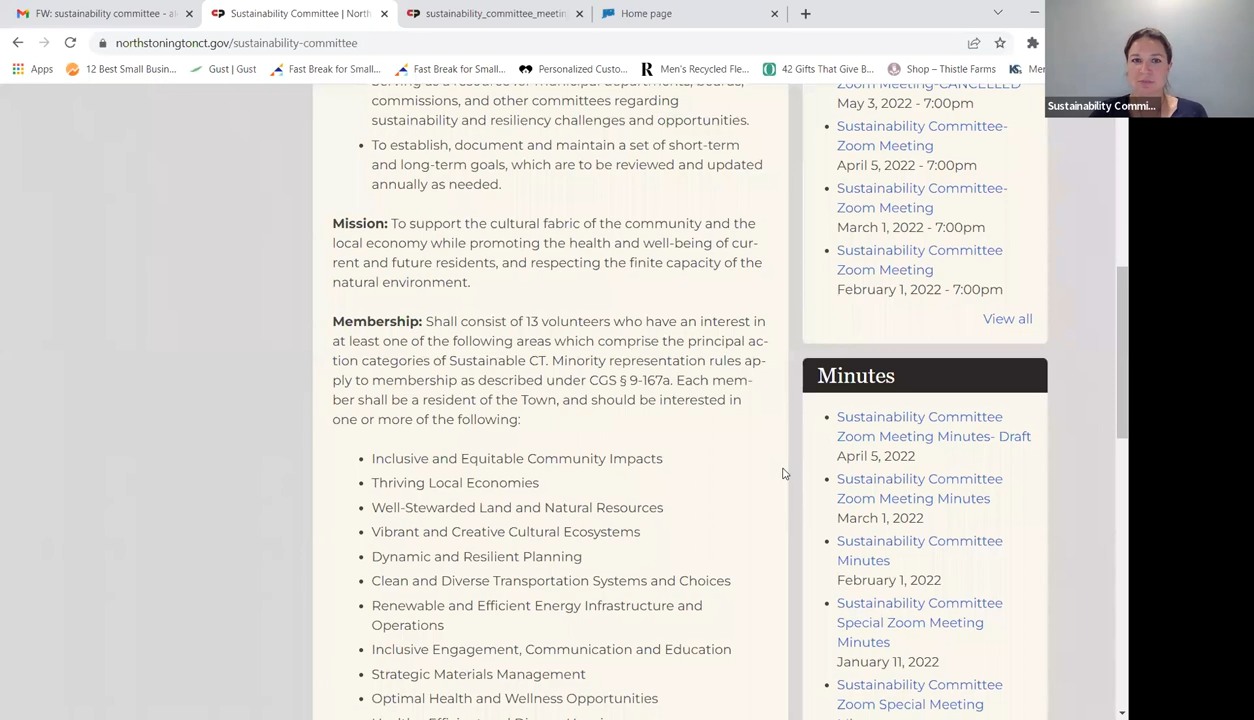 FW: sustainability committee - al
Sustainability Committee | North
sustainability_committee_meetin
Home page
northstoningtonct.gov/sustainability-committee
Apps
12 Best Small Busin...
Gust | Gust
Fast Break for Small...
Fast Break for Small...
Personalized Custo...
Men's Recycled Fle...
42 Gifts That Give B...
Shop – Thistle Farms
Sustainability Commi...
Serving as a resource for municipal departments, boards,
commissions, and other committees regarding
sustainability and resiliency challenges and opportunities.
• To establish, document and maintain a set of short-term
and long-term goals, which are to be reviewed and updated
annually as needed.
Mission: To support the cultural fabric of the community and the
local economy while promoting the health and well-being of cur-
rent and future residents, and respecting the finite capacity of the
natural environment.
Membership: Shall consist of 13 volunteers who have an interest in
at least one of the following areas which comprise the principal ac-
tion categories of Sustainable CT. Minority representation rules ap-
ply to membership as described under CGS § 9-167a. Each mem-
ber shall be a resident of the Town, and should be interested in
one or more of the following:
• Inclusive and Equitable Community Impacts
• Thriving Local Economies
• Well-Stewarded Land and Natural Resources
• Vibrant and Creative Cultural Ecosystems
• Dynamic and Resilient Planning
• Clean and Diverse Transportation Systems and Choices
• Renewable and Efficient Energy Infrastructure and
Operations
• Inclusive Engagement, Communication and Education
• Strategic Materials Management
• Optimal Health and Wellness Opportunities
Zoom Meeting-CANCELLED
May 3, 2022 - 7:00pm
• Sustainability Committee-
Zoom Meeting
April 5, 2022 - 7:00pm
• Sustainability Committee-
Zoom Meeting
March 1, 2022 - 7:00pm
• Sustainability Committee
Zoom Meeting
February 1, 2022 - 7:00pm
View all
Minutes
• Sustainability Committee
Zoom Meeting Minutes- Draft
April 5, 2022
• Sustainability Committee
Zoom Meeting Minutes
March 1, 2022
• Sustainability Committee
Minutes
February 1, 2022
• Sustainability Committee
Special Zoom Meeting
Minutes
January 11, 2022
• Sustainability Committee
Zoom Special Meeting